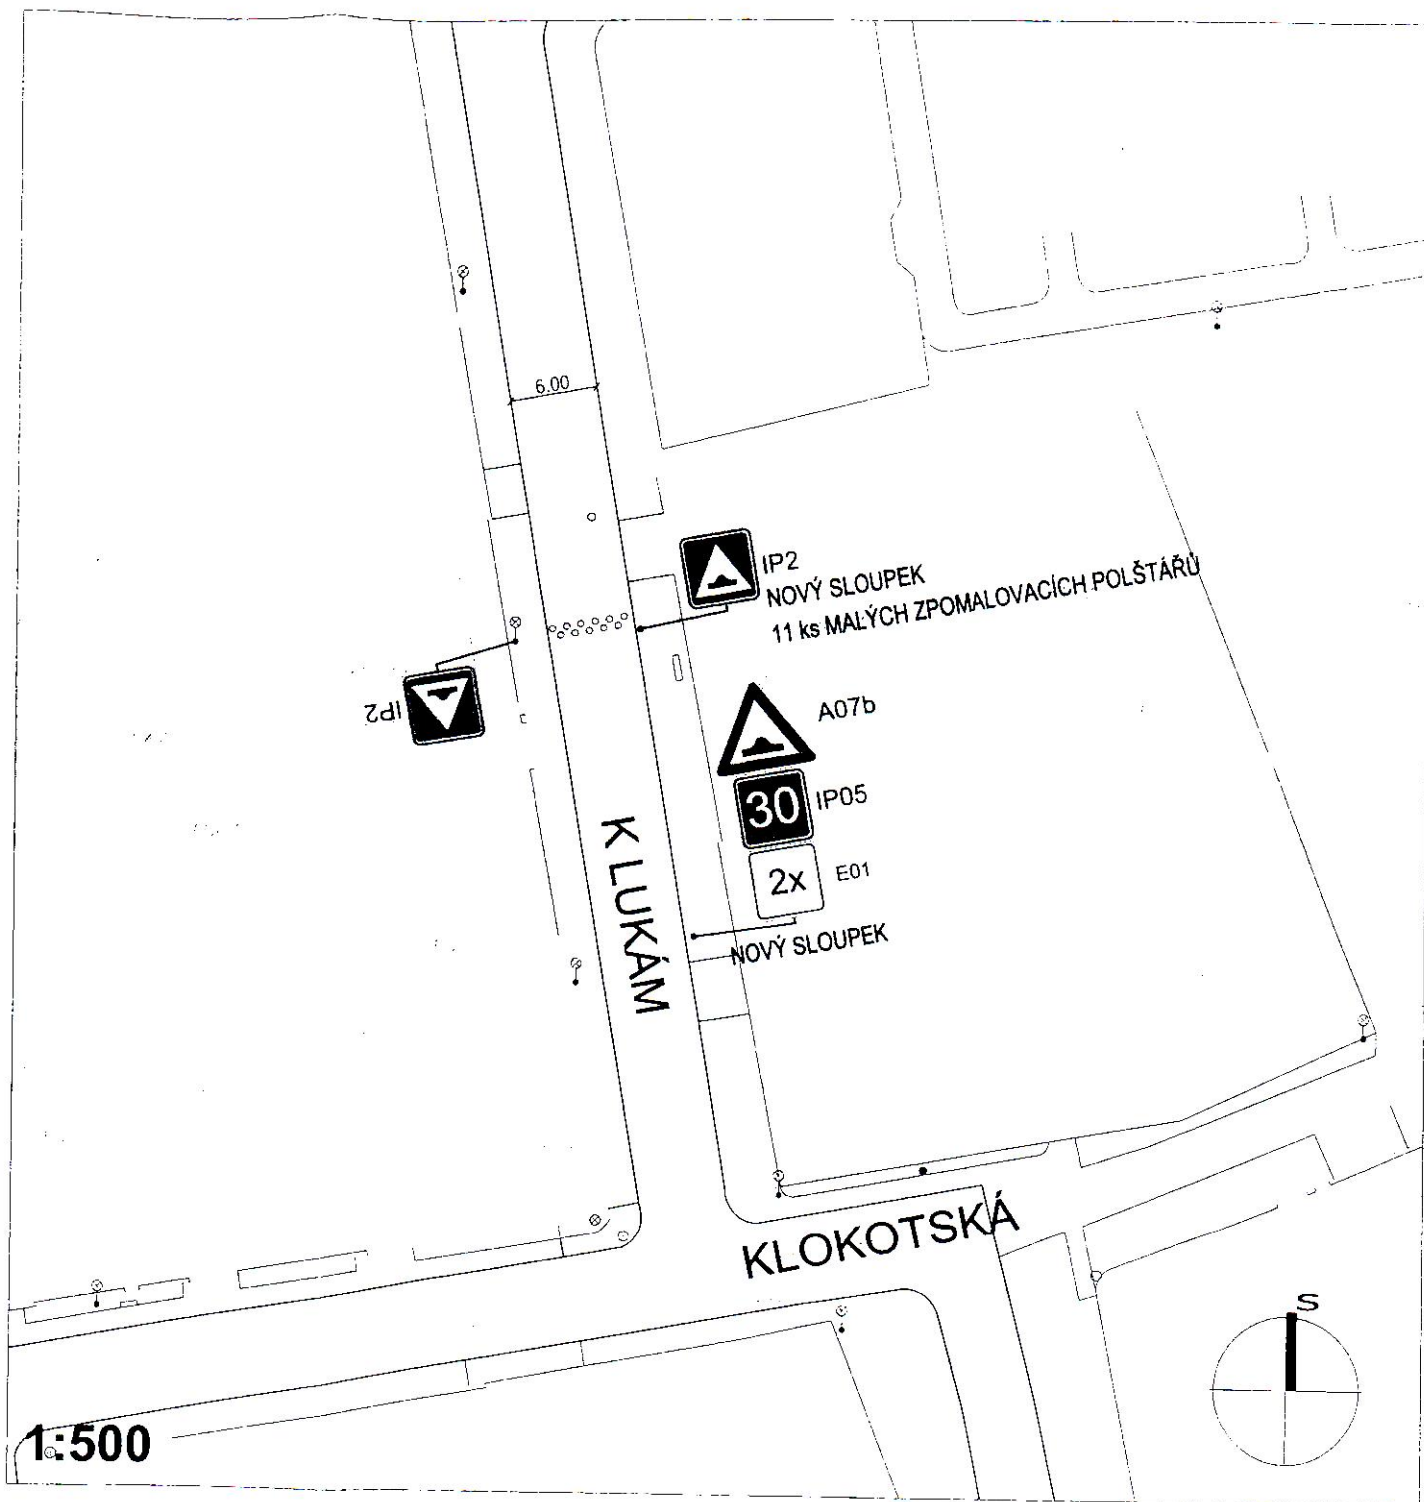 6.00
IP2
NOVÝ SLOUPEK
11 ks MALÝCH ZPOMALOVACÍCH POLŠTÁŘŮ
IP2
A07b
30
IP05
2x
E01
NOVÝ SLOUPEK
K LUKÁM
KLOKOTSKÁ
S
1:500